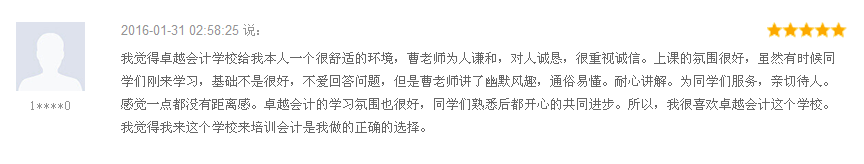 2016-01-31 02:58:25 说：
我觉得卓越会计学校给我本人一个很舒适的环境，曹老师为人谦和，对人诚恳，很重视诚信。上课的氛围很好，虽然有时候同
学们刚来学习，基础不是很好，不爱回答问题，但是曹老师讲了幽默风趣，通俗易懂。耐心讲解。为同学们服务，亲切待人。
1****0
感觉一点都没有距离感。卓越会计的学习氛围也很好，同学们熟悉后都开心的共同进步。所以，我很喜欢卓越会计这个学校。
我觉得我来这个学校来培训会计是我做的正确的选择。